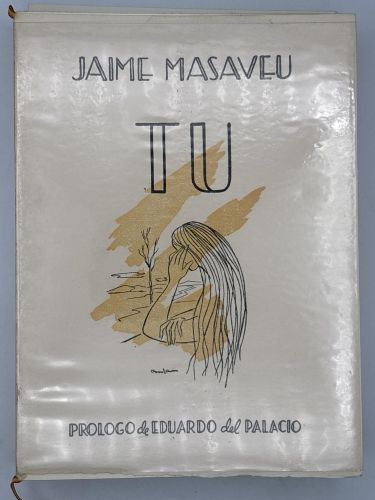 JAIME MASAVEU
TU
PROLOGO de EDUARDO del PALACIO